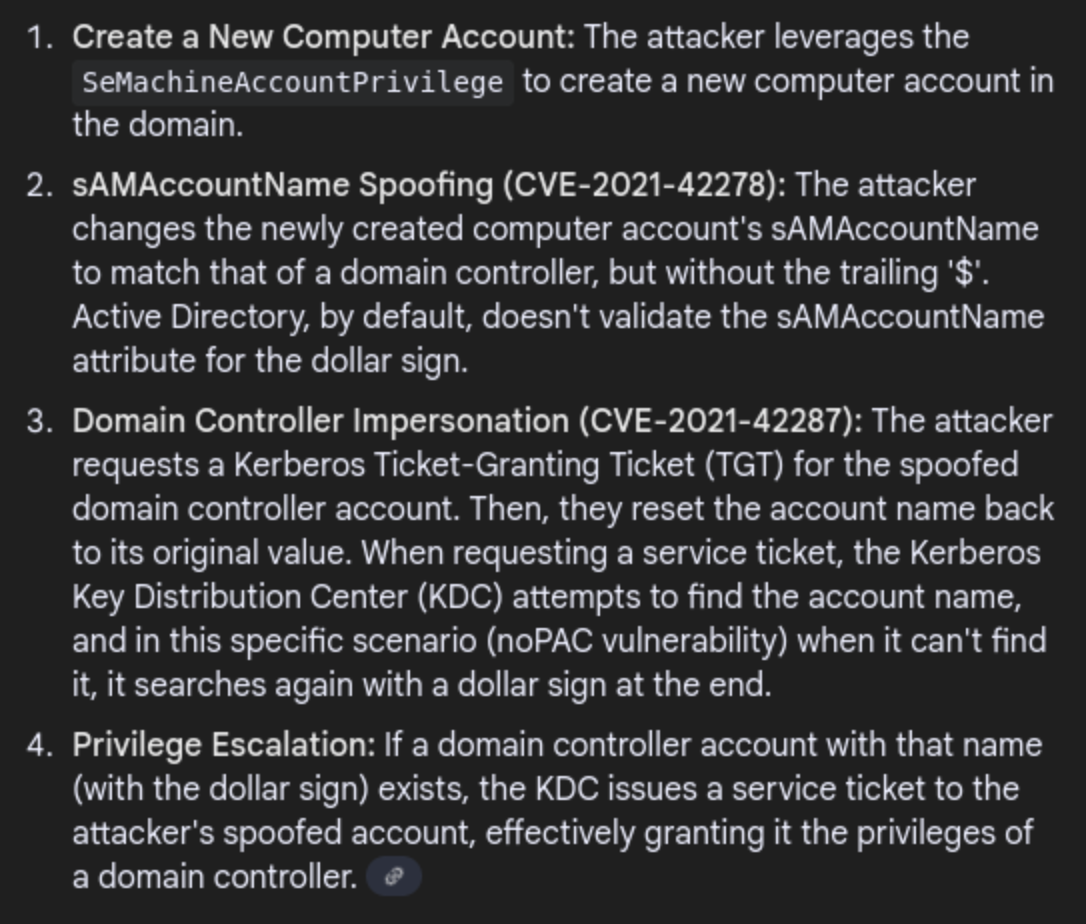 1. Create a New Computer Account: The attacker leverages the
SeMachineAccountPrivilege to create a new computer account in
the domain.
2. sAMAccountName Spoofing (CVE-2021-42278): The attacker
changes the newly created computer account's sAMAccountName
to match that of a domain controller, but without the trailing '$'.
Active Directory, by default, doesn't validate the sAMAccountName
attribute for the dollar sign.
3. Domain Controller Impersonation (CVE-2021-42287): The attacker
requests a Kerberos Ticket-Granting Ticket (TGT) for the spoofed
domain controller account. Then, they reset the account name back
to its original value. When requesting a service ticket, the Kerberos
Key Distribution Center (KDC) attempts to find the account name,
and in this specific scenario (noPAC vulnerability) when it can't find
it, it searches again with a dollar sign at the end.
4. Privilege Escalation: If a domain controller account with that name
(with the dollar sign) exists, the KDC issues a service ticket to the
attacker's spoofed account, effectively granting it the privileges of
a domain controller.